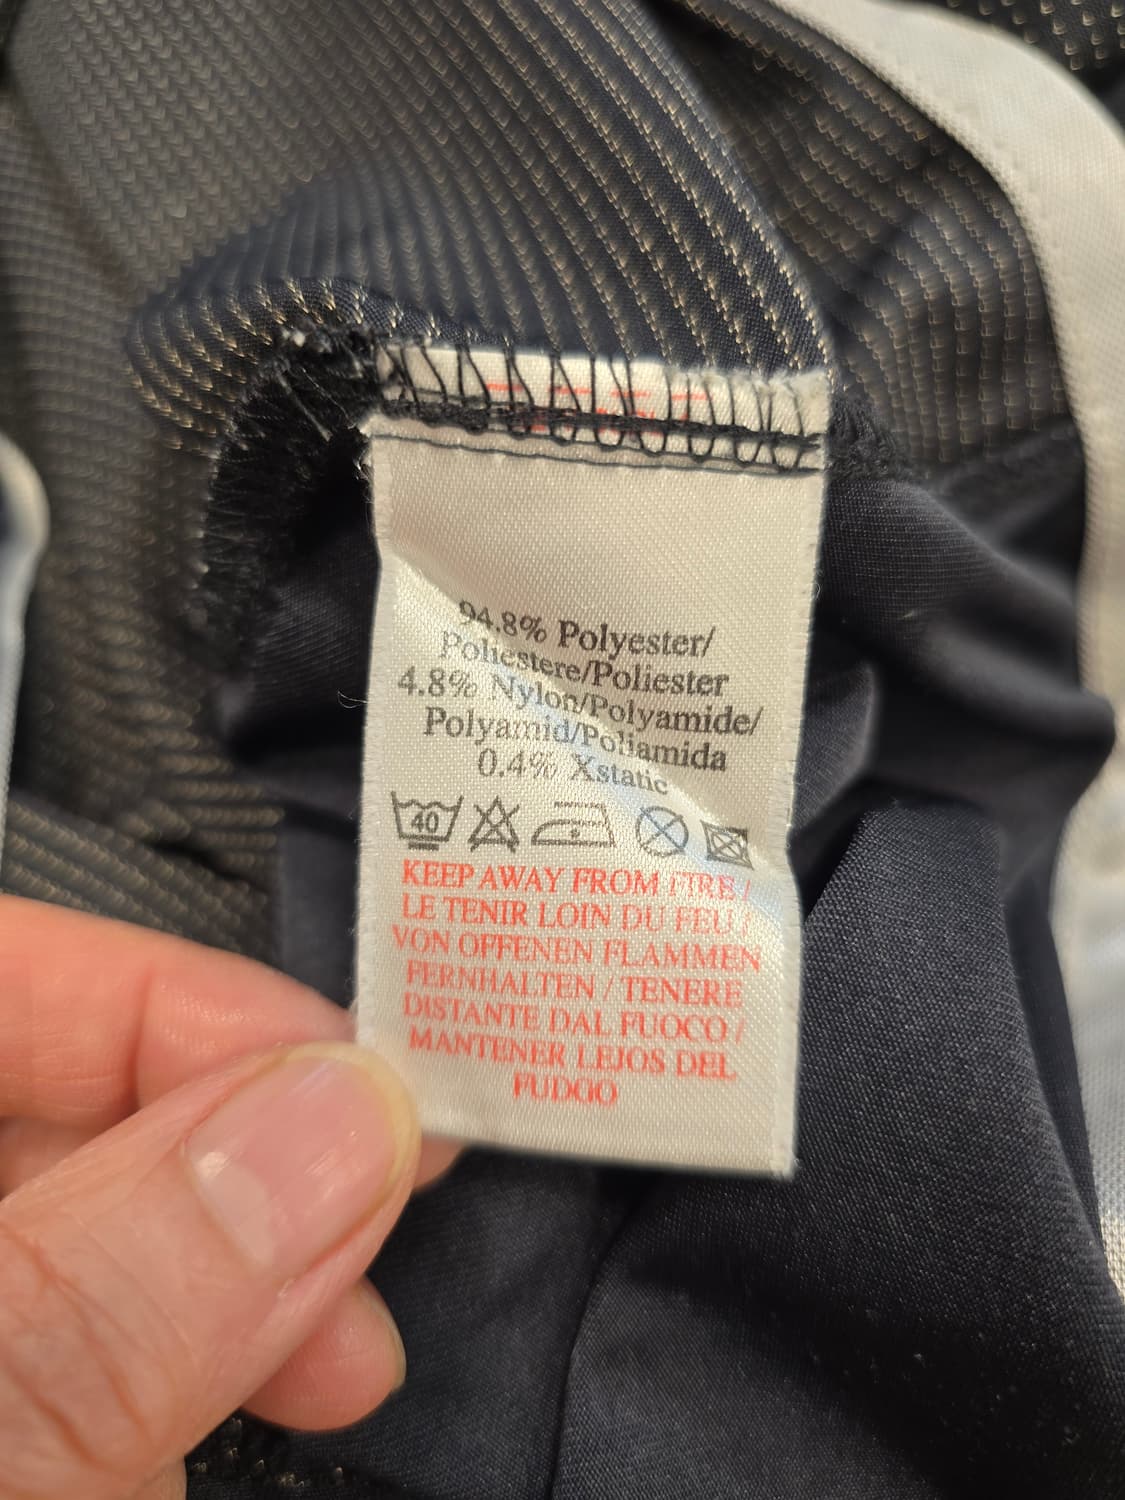 94.8% Polyester/
Poliestere/Poliester
4.8% Nylon/Polyamide/
Polyamid/Poliamida
0.4% Xstatic
40
KEEP AWAY FROM FIRE /
LE TENIR LOIN DU FEU /
VON OFFENEN FLAMMEN
FERNHALTEN / TENERE
DISTANTE DAL FUOCO /
MANTENER LEJOS DEL
FUDGO